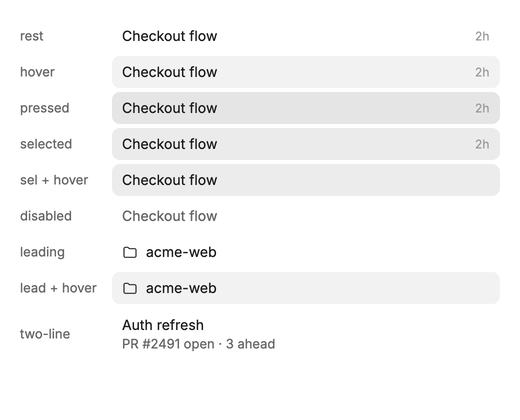 rest Checkout flow 2h
hover Checkout flow 2h
pressed Checkout flow 2h
selected Checkout flow 2h
sel + hover Checkout flow
disabled Checkout flow
leading acme-web
lead + hover acme-web
two-line Auth refresh
PR #2491 open · 3 ahead